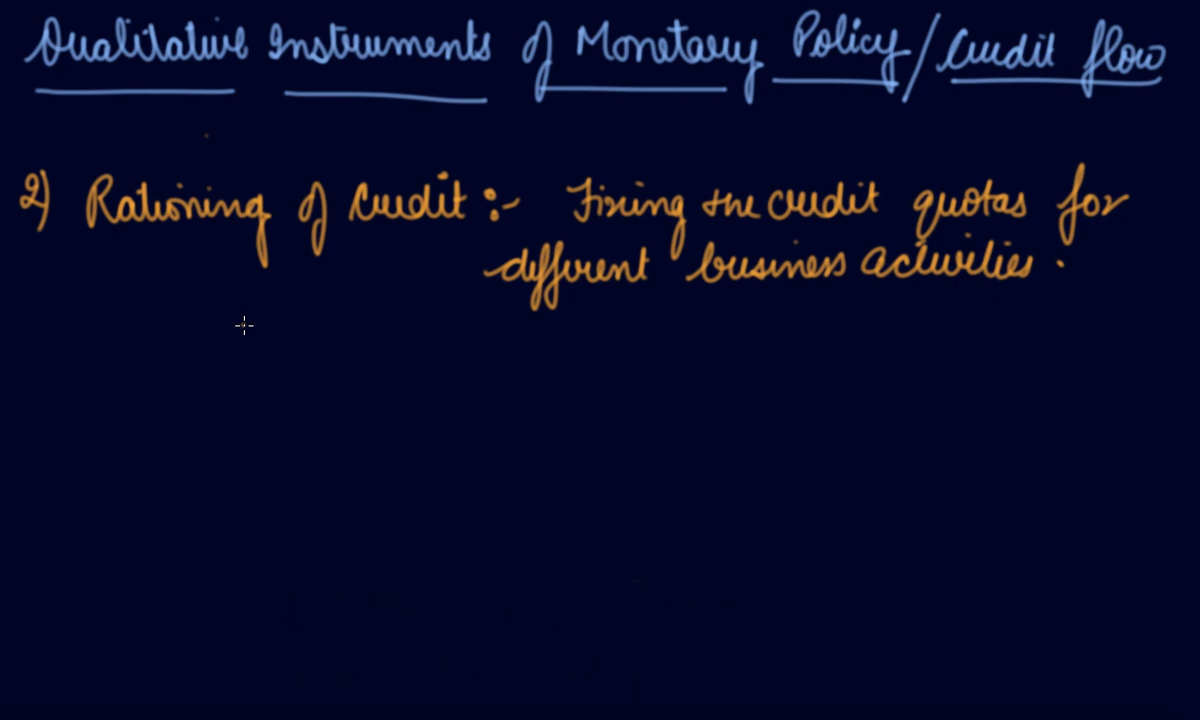 Qualitative Instruments of Monetary Policy/Credit flow
2) Rationing of Credit :- Fixing the credit quotas for
different business activities.